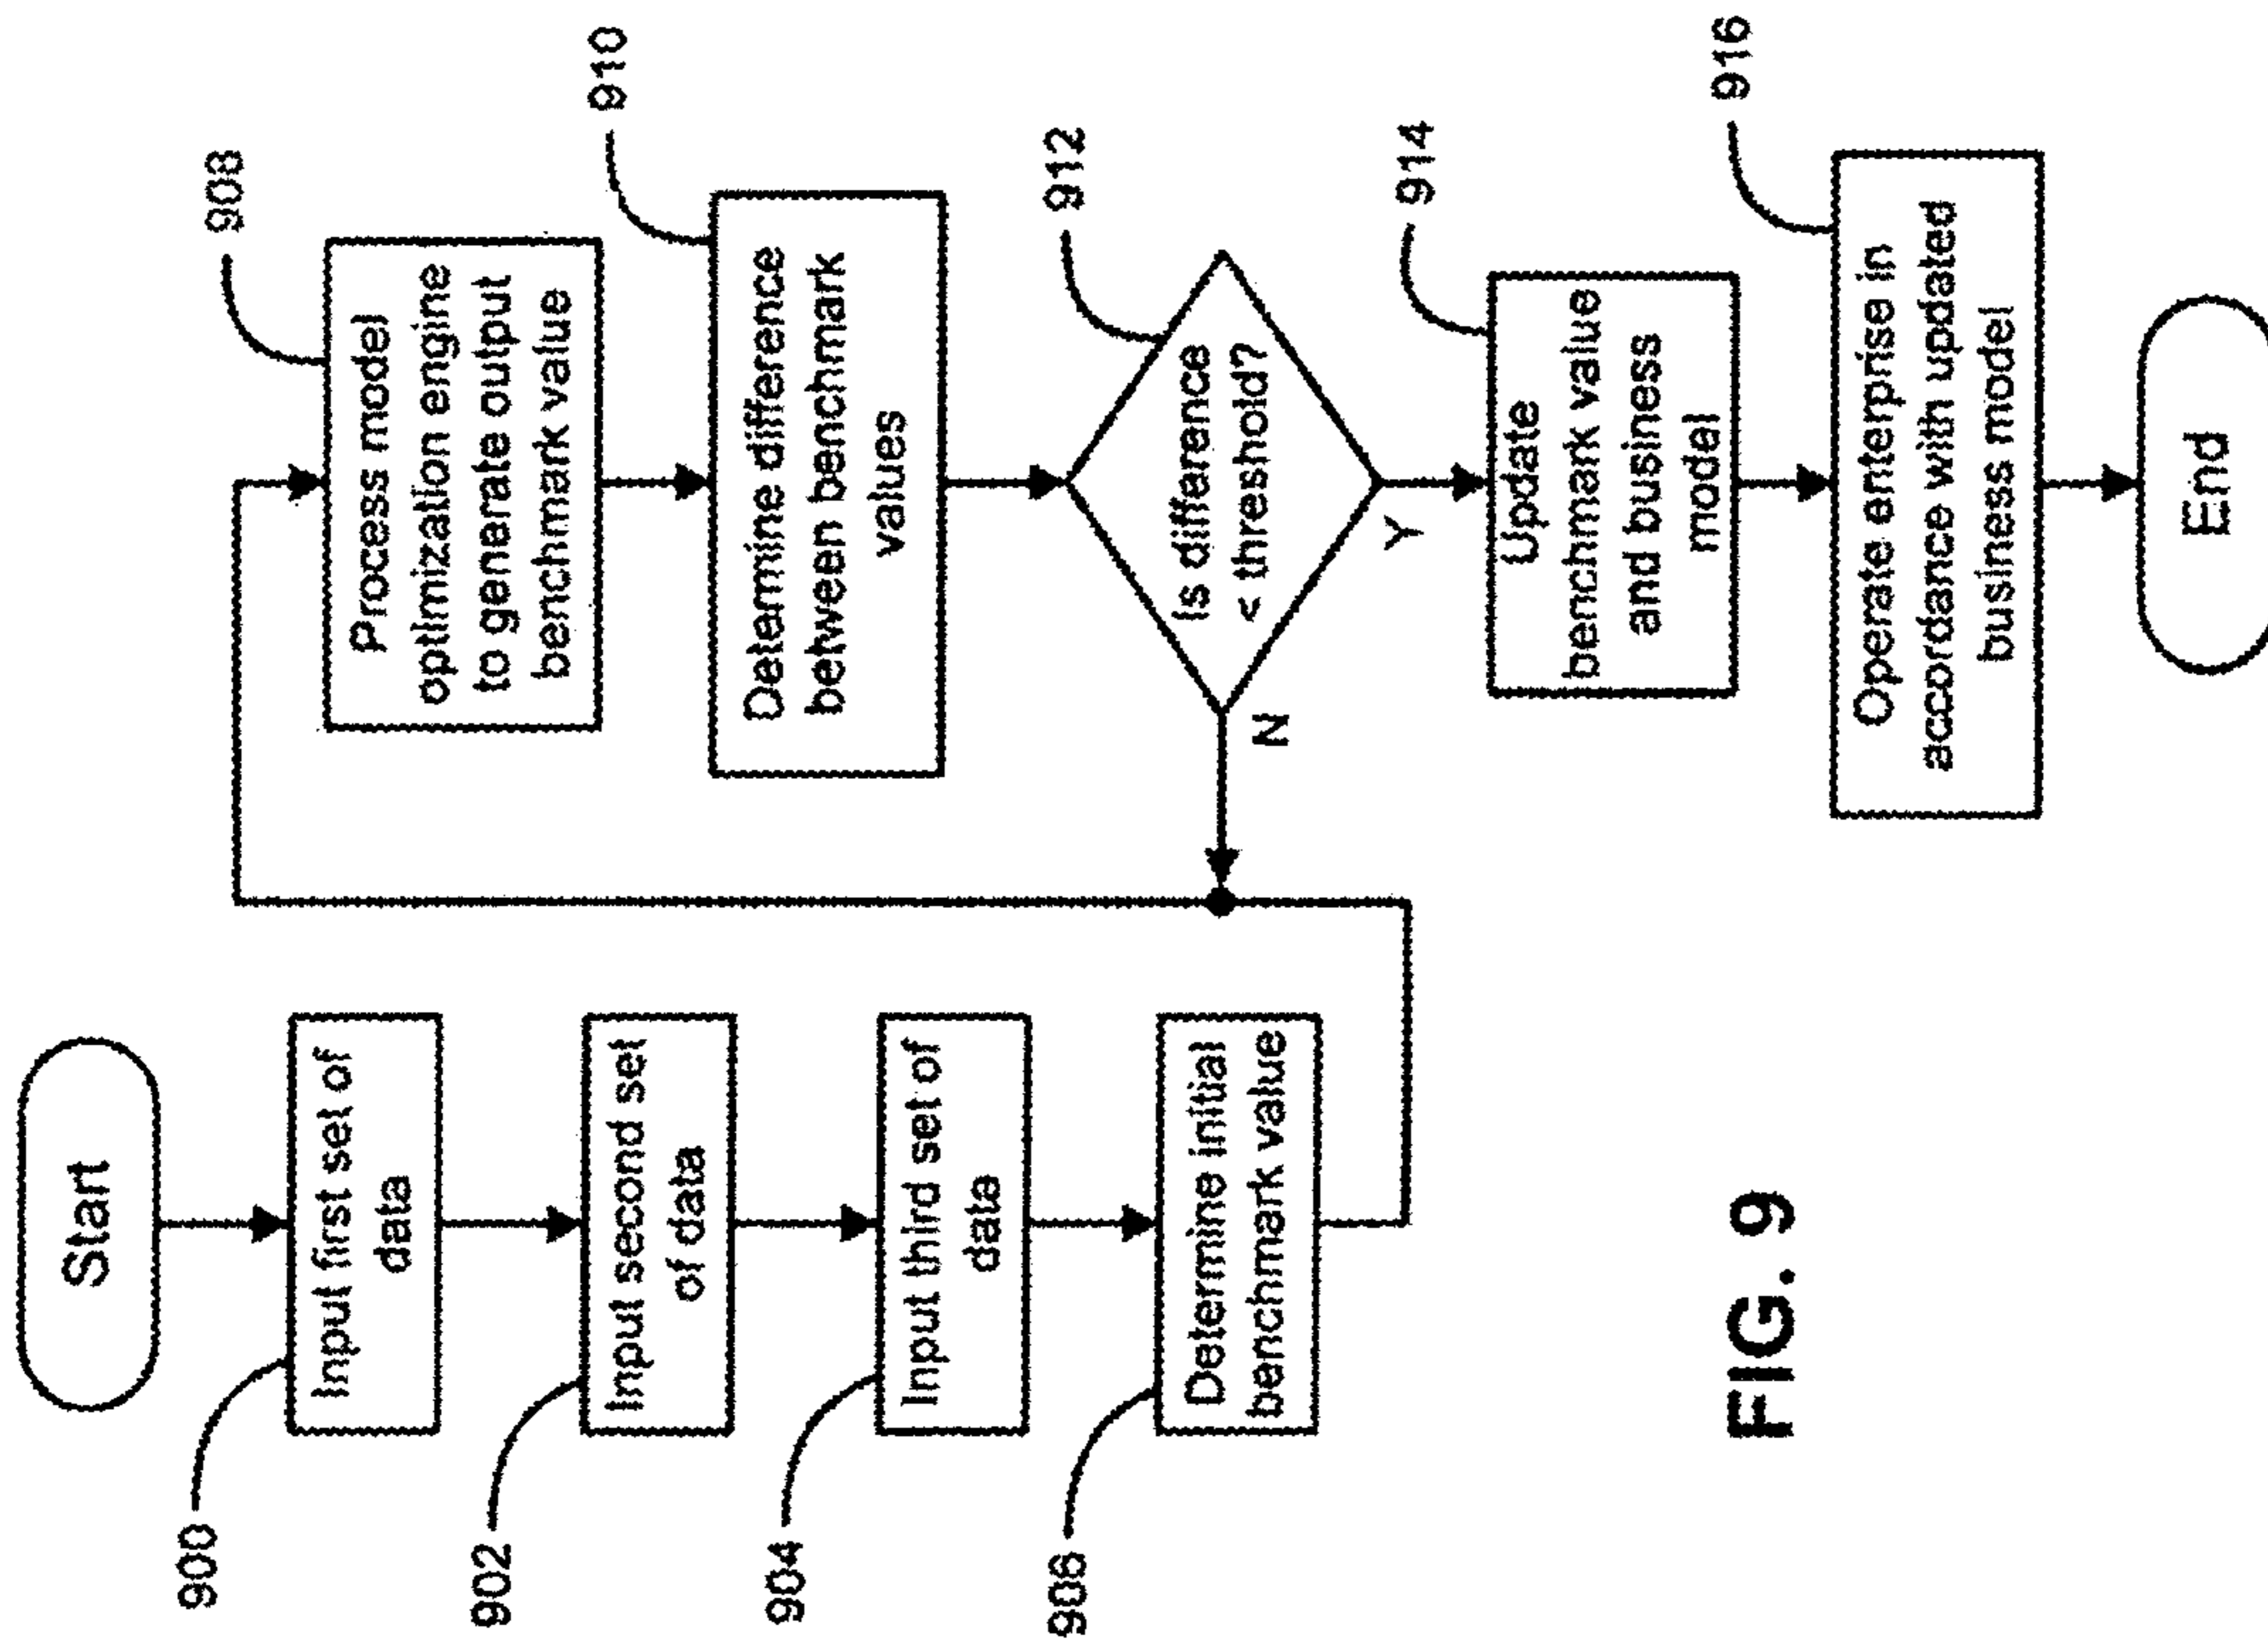 Start
900
Input first set of
data
902
Input second set
of data
904
Input third set of
data
906
Determine initial
benchmark value
908
Process model
optimization engine
to generate output
benchmark value
910
Determine difference
between benchmark
values
912
Is difference
< threshold?
N
Y
914
Update
benchmark value
and business
model
916
Operate enterprise in
accordance with updated
business model
End
FIG. 9